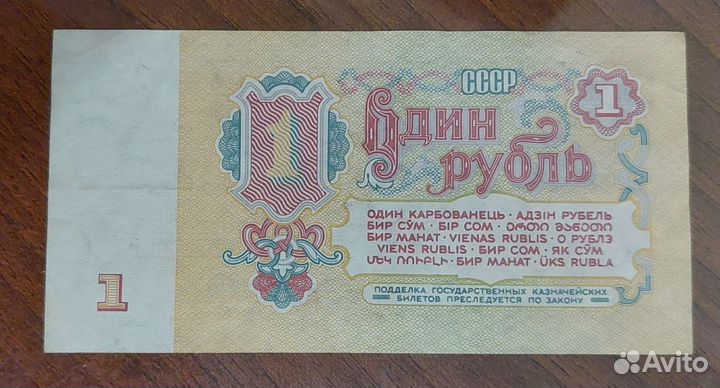 СССР
1
1
Один
рубль
ОДИН КАРБОВАНЕЦЬ · АДЗІН РУБЕЛЬ
БИР СЎМ · БІР СОМ · ᲔᲠᲗᲘ ᲛᲐᲜᲔᲗᲘ
БИР МАНАТ · VIENAS RUBLIS · О РУБЛЭ
VIENS RUBLIS · БИР СОМ · ЯК СЎМ
ՄԵԿ ՌՈՒԲԼԻ · БИР МАНАТ · ÜKS RUBLA
ПОДДЕЛКА ГОСУДАРСТВЕННЫХ КАЗНАЧЕЙСКИХ
БИЛЕТОВ ПРЕСЛЕДУЕТСЯ ПО ЗАКОНУ
1
Avito